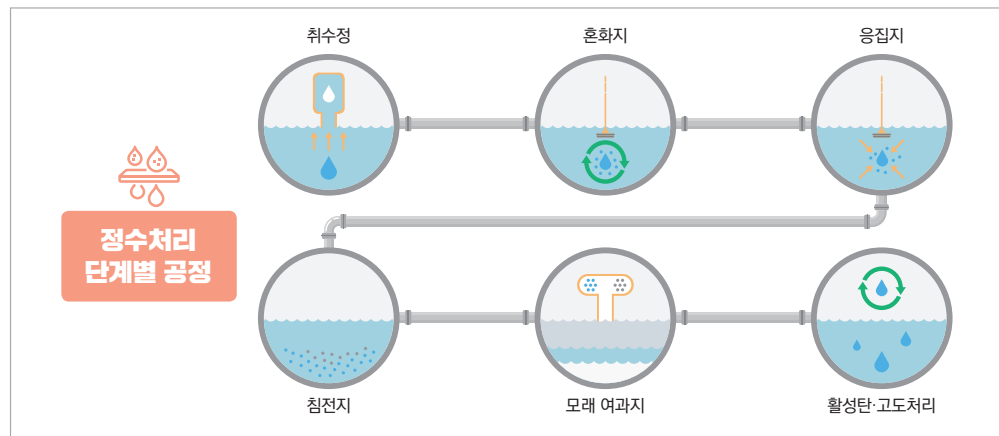 취수정
혼화지
응집지
정수처리
단계별 공정
침전지
모래 여과지
활성탄·고도처리